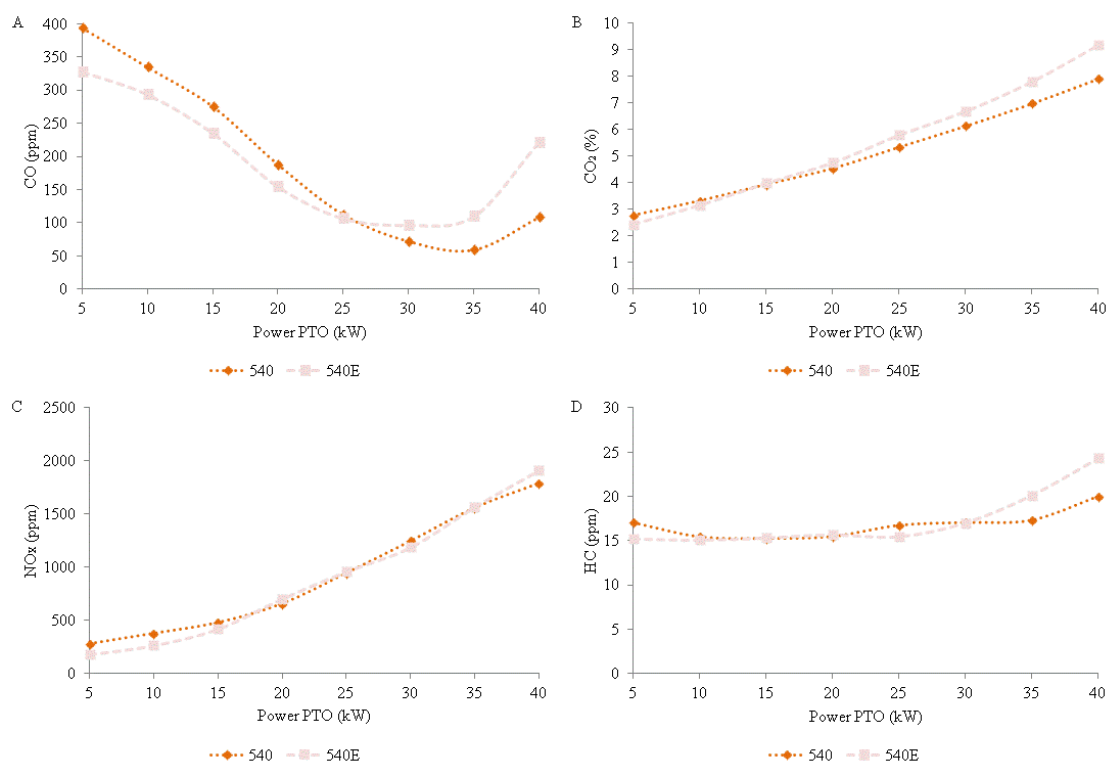 A
CO (ppm)
400
350
300
250
200
150
100
50
0
5 10 15 20 25 30 35 40
Power PTO (kW)
540 540E
B
CO₂ (%)
10
9
8
7
6
5
4
3
2
1
0
5 10 15 20 25 30 35 40
Power PTO (kW)
540 540E
C
NOx (ppm)
2500
2000
1500
1000
500
0
5 10 15 20 25 30 35 40
Power PTO (kW)
540 540E
D
HC (ppm)
30
25
20
15
10
5
0
5 10 15 20 25 30 35 40
Power PTO (kW)
540 540E